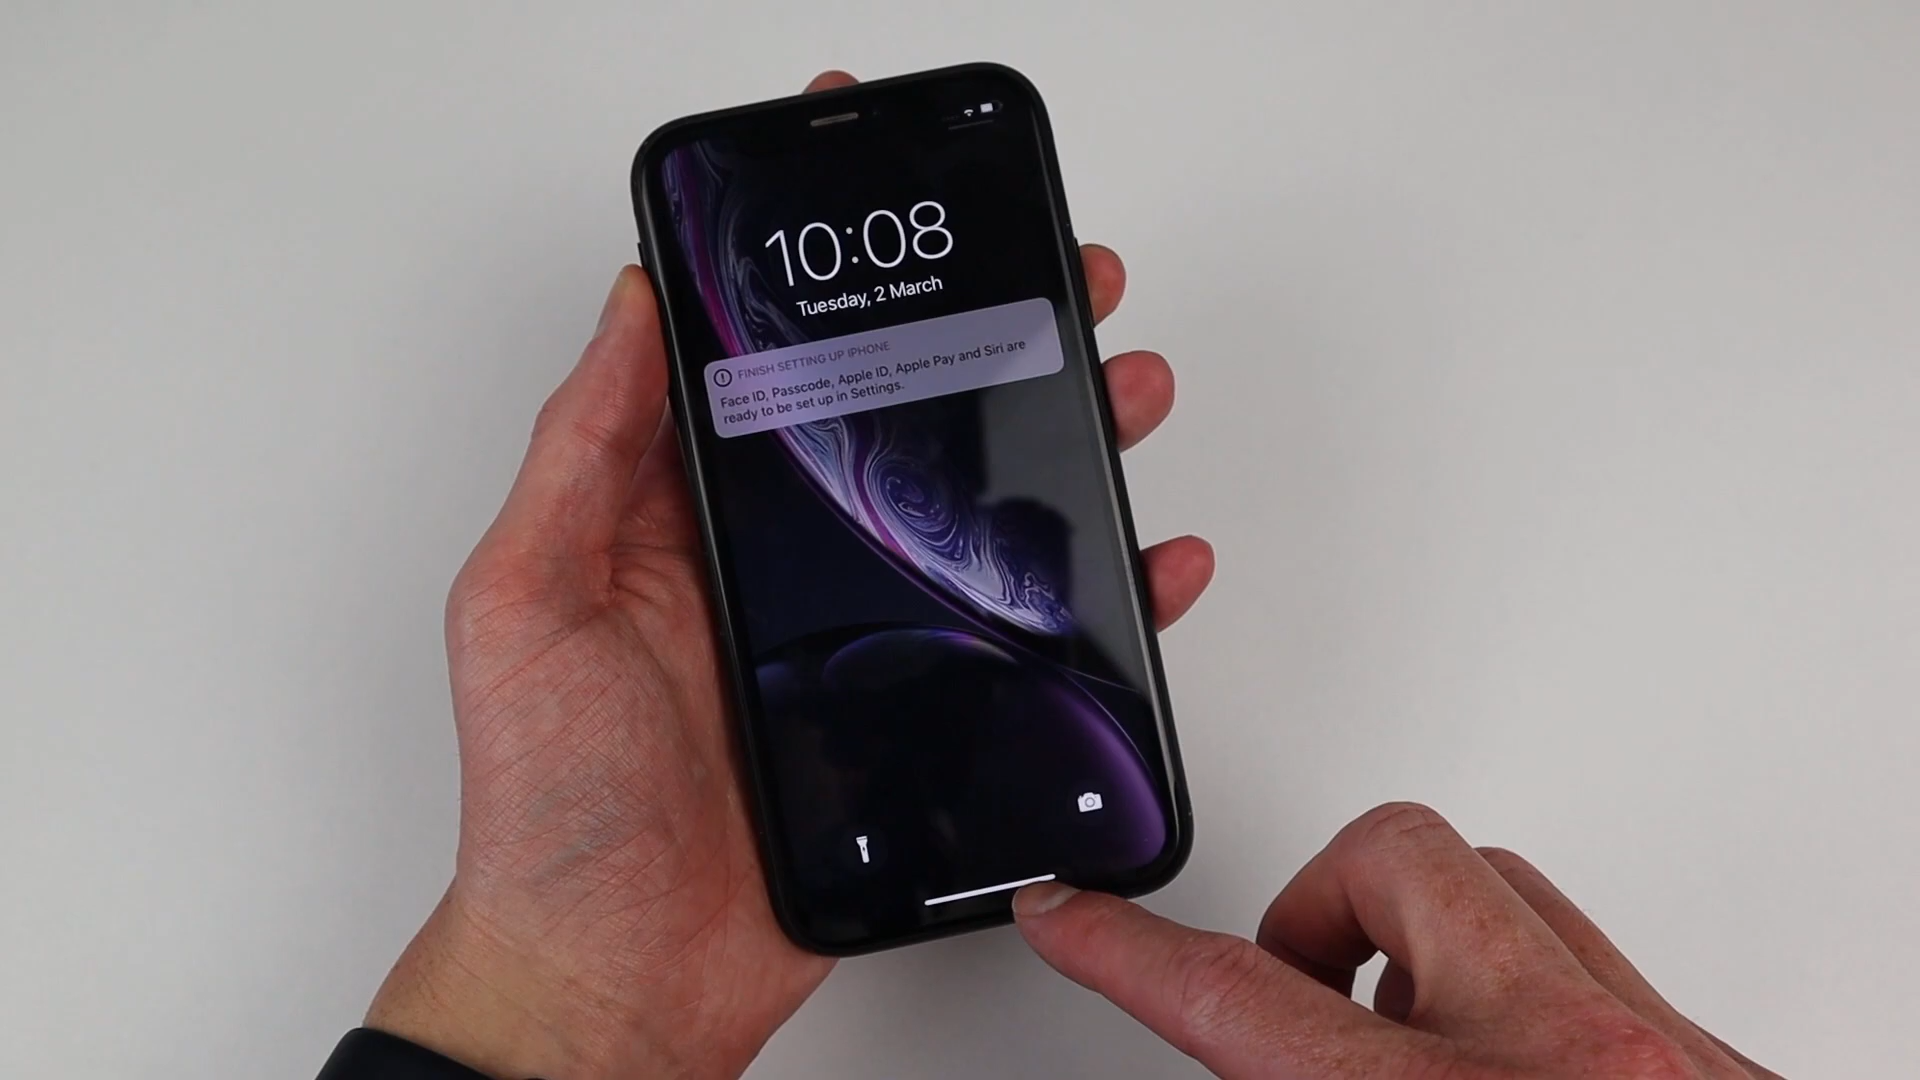 10:08
Tuesday, 2 March
FINISH SETTING UP IPHONE
Face ID, Passcode, Apple ID, Apple Pay and Siri are
ready to be set up in Settings.